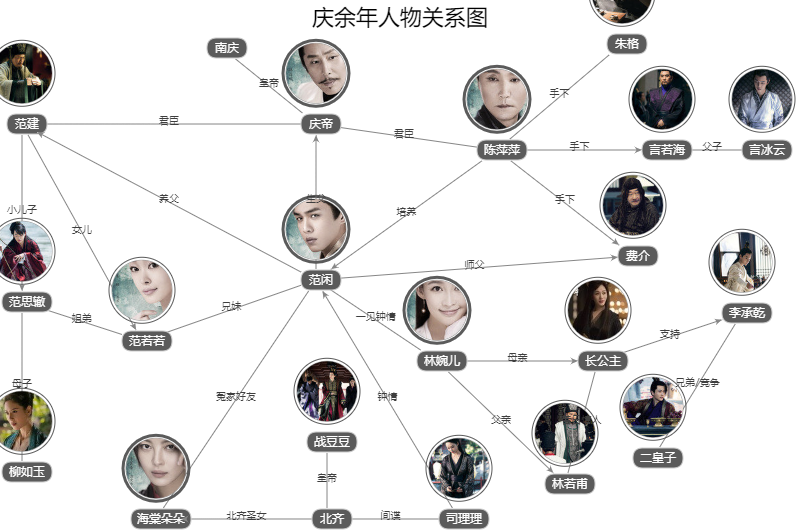 庆余年人物关系图
南庆
朱格
皇帝
手下
范建
君臣
庆帝
君臣
陈萍萍
手下
言若海
父子
言冰云
养父
培养
手下
小儿子
女儿
师父
费介
范闲
范思辙
姐弟
范若若
兄妹
一见钟情
李承乾
支持
林婉儿
母亲
长公主
母子
冤家好友
钟情
兄弟/竞争
父亲
人
战豆豆
柳如玉
皇帝
二皇子
林若甫
海棠朵朵
北齐圣女
北齐
间谍
司理理